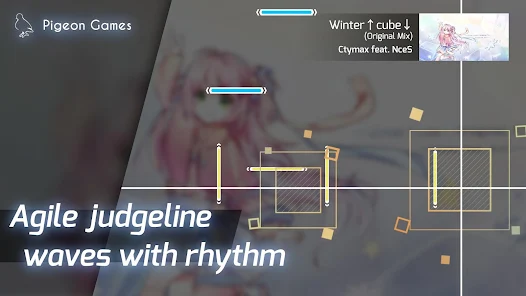 Pigeon Games
Winter↑cube↓
(Original Mix)
Ctymax feat. NceS
Agile judgeline
waves with rhythm